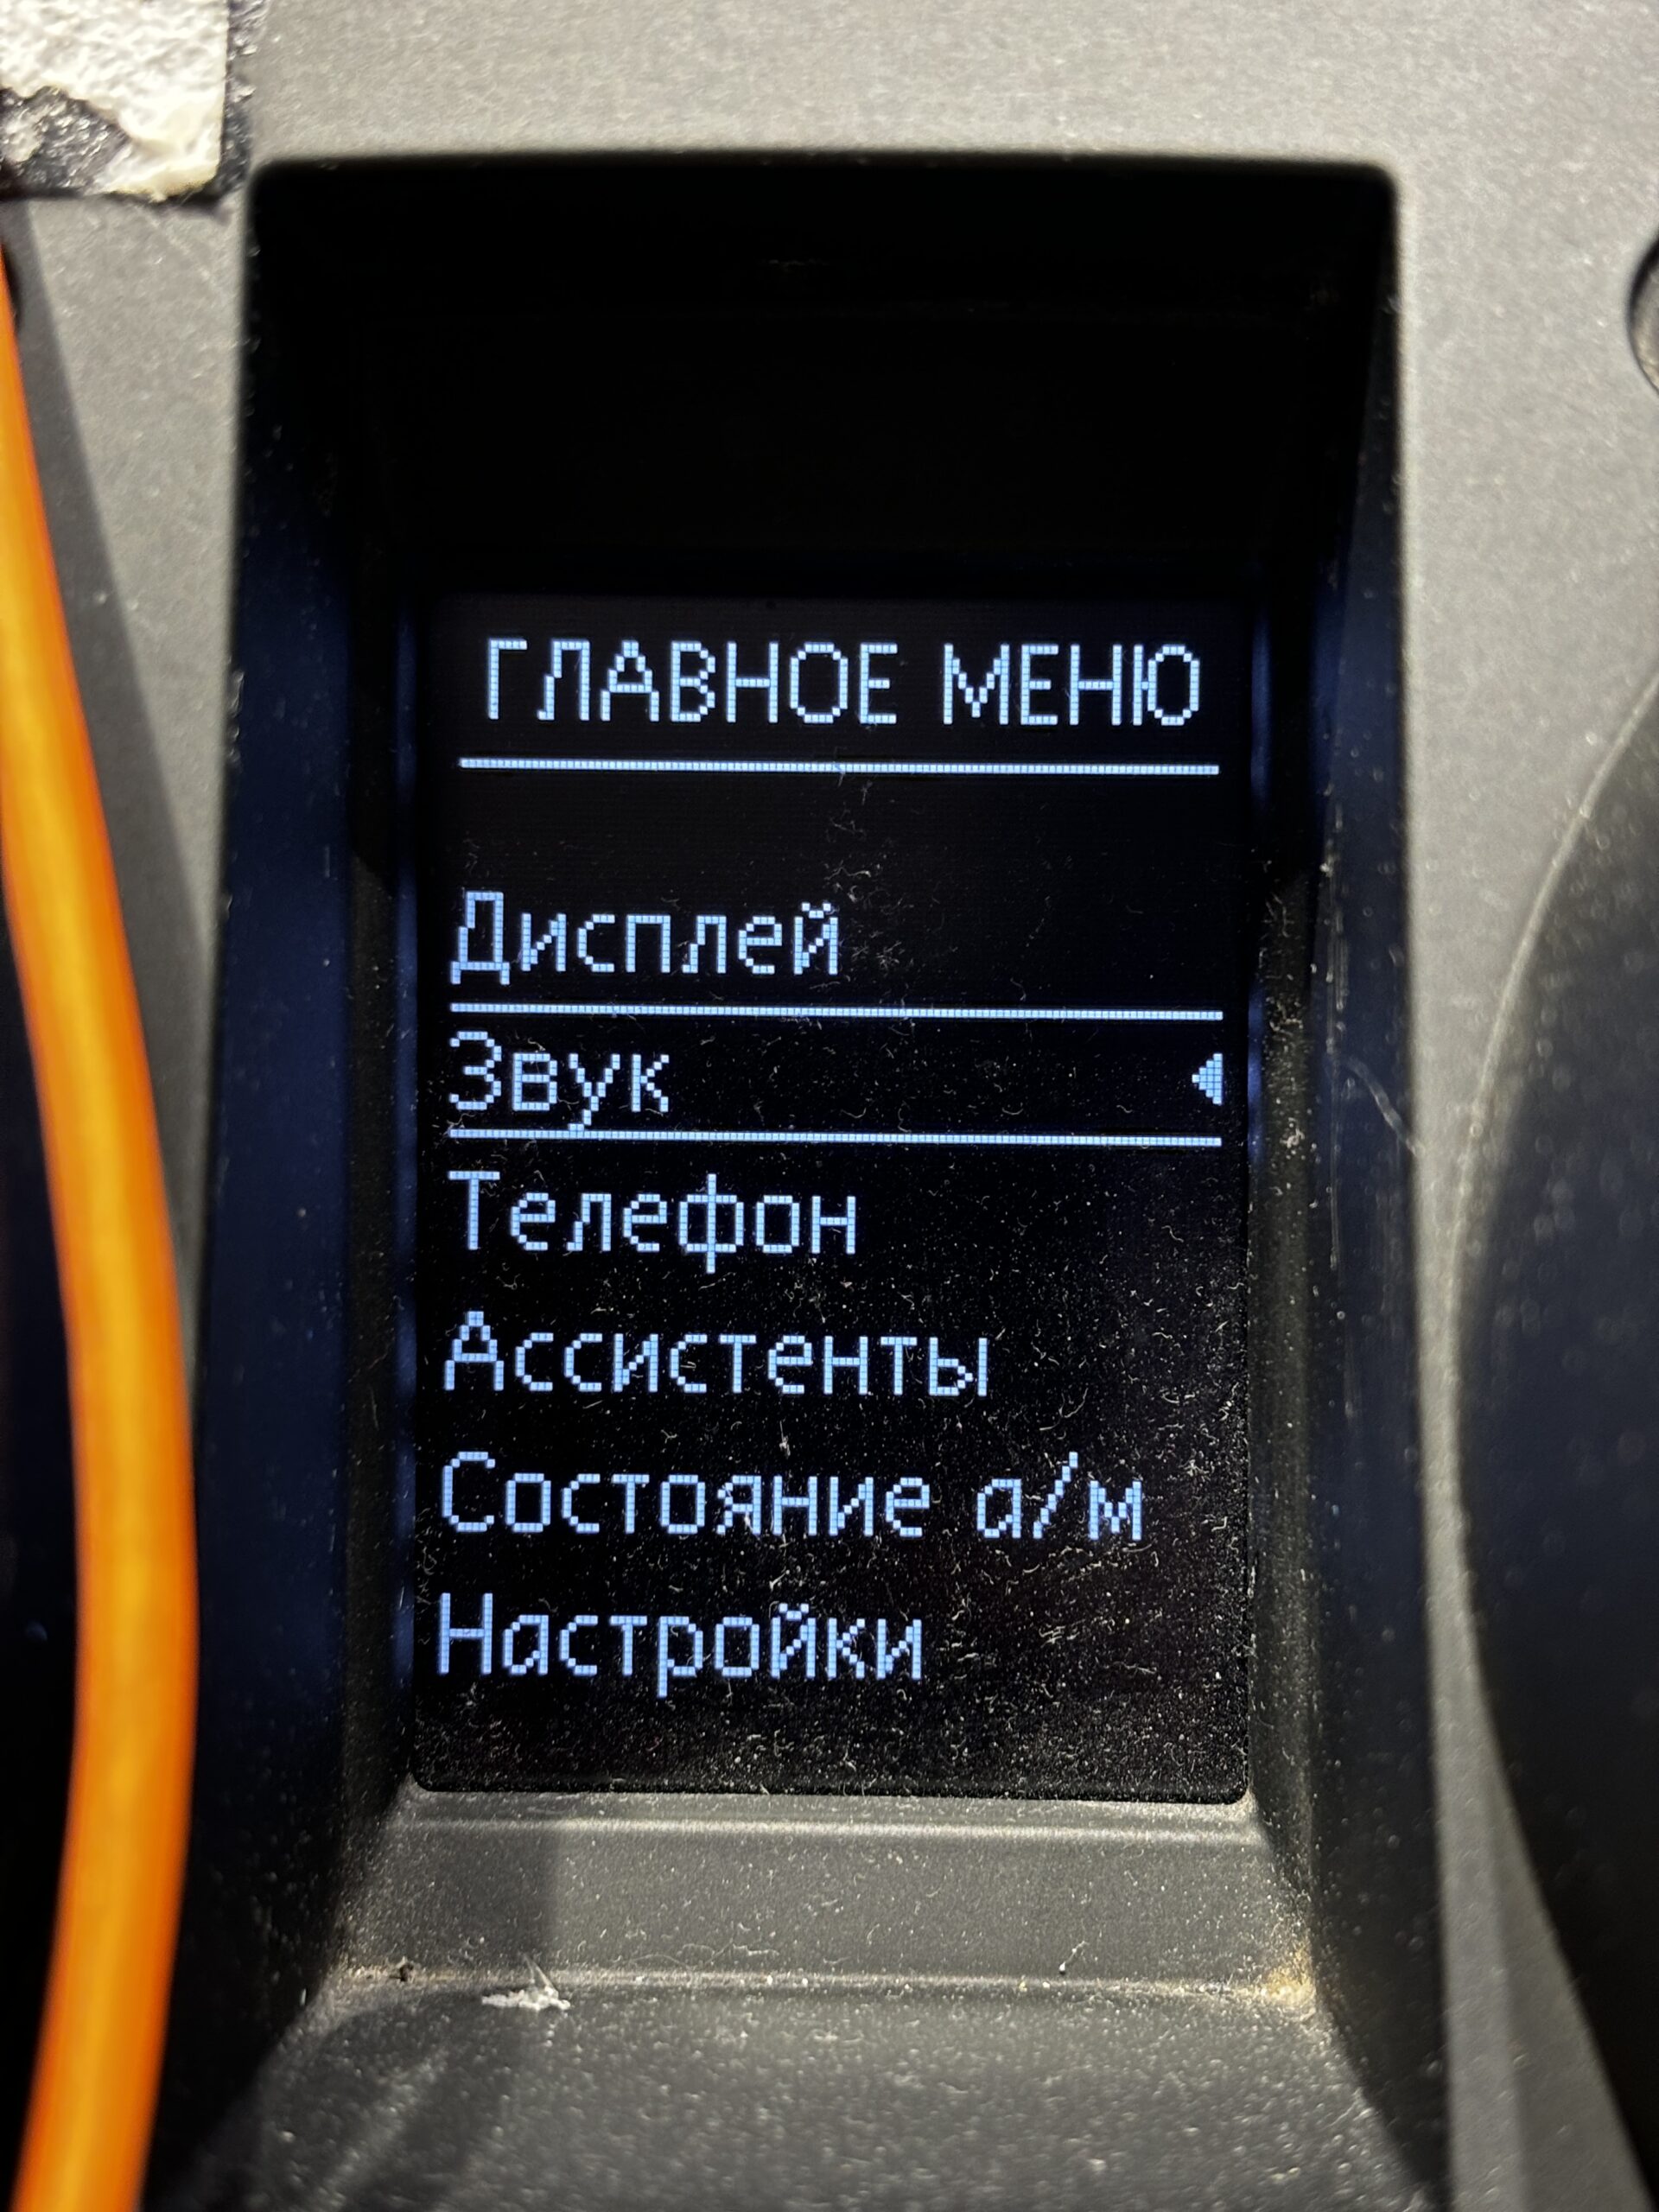 ГЛАВНОЕ МЕНЮ
Дисплей
Звук
Телефон
Ассистенты
Состояние а/м
Настройки